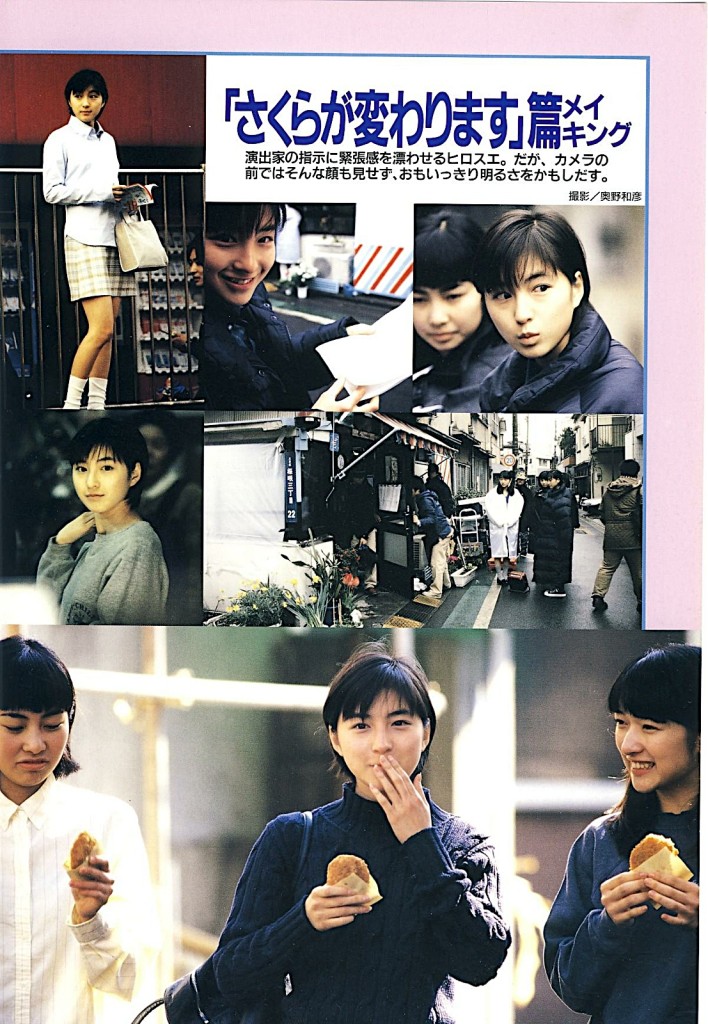 「さくらが変わります」篇メイキング
演出家の指示に緊張感を漂わせるヒロスエ。だが、カメラの
前ではそんな顔も見せず、おもいっきり明るさをかもしだす。
撮影／奥野和彦
22